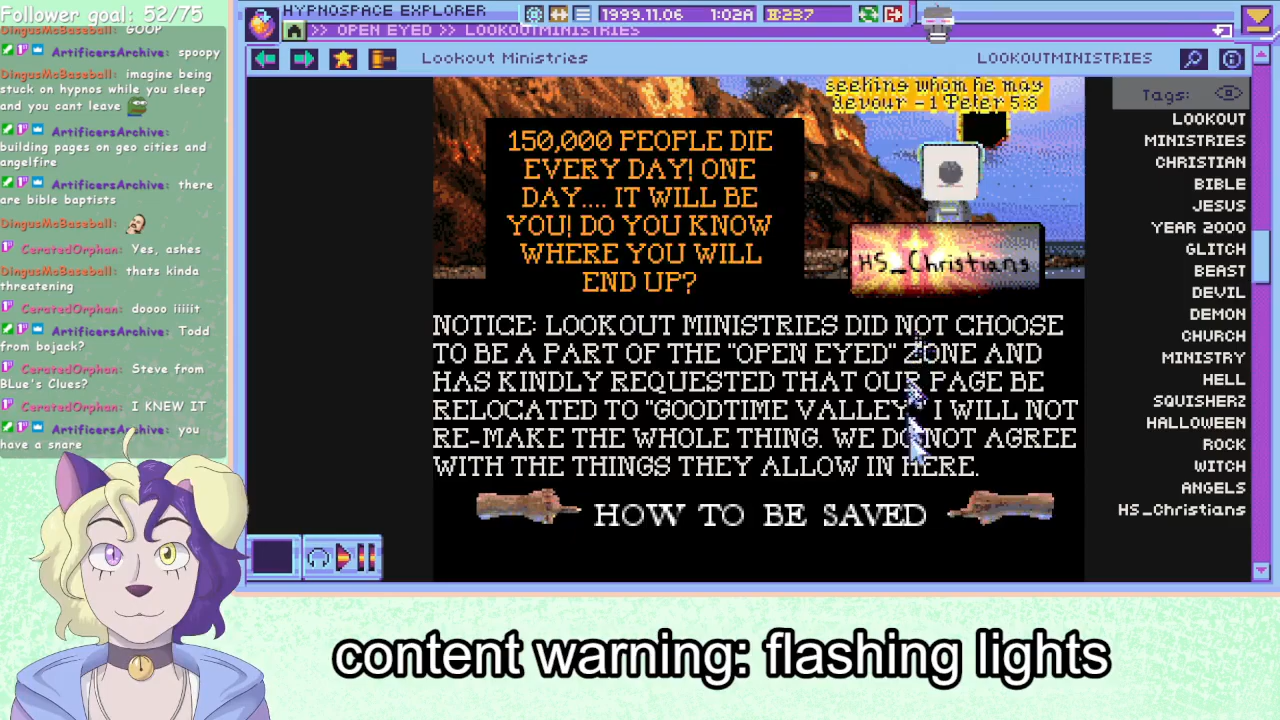 Follower goal: 52/75
DingusMcBaseball: GOOP
ArtificersArchive: spoopy
DingusMcBaseball: imagine being
stuck on hypnos while you sleep
and you cant leave
ArtificersArchive:
building pages on geo cities and
angelfire
ArtificersArchive: there
are bible baptists
DingusMcBaseball:
CeratedOrphan: Yes, ashes
DingusMcBaseball: thats kinda
threatening
CeratedOrphan: doooo iiiiit
ArtificersArchive: Todd
from bojack?
CeratedOrphan: Steve from
BLue's Clues?
CeratedOrphan: I KNEW IT
ArtificersArchive: you
have a snare
HYPNOSPACE EXPLORER
1999.11.06
1:02A
237
>> OPEN EYED >> LOOKOUTMINISTRIES
Lookout Ministries
LOOKOUTMINISTRIES
seeking whom he may
devour - 1 Peter 5:8
150,000 PEOPLE DIE
EVERY DAY! ONE
DAY.... IT WILL BE
YOU! DO YOU KNOW
WHERE YOU WILL
END UP?
HS_Christians
NOTICE: LOOKOUT MINISTRIES DID NOT CHOOSE
TO BE A PART OF THE "OPEN EYED" ZONE AND
HAS KINDLY REQUESTED THAT OUR PAGE BE
RELOCATED TO "GOODTIME VALLEY." I WILL NOT
RE-MAKE THE WHOLE THING. WE DO NOT AGREE
WITH THE THINGS THEY ALLOW IN HERE.
HOW TO BE SAVED
Tags:
LOOKOUT
MINISTRIES
CHRISTIAN
BIBLE
JESUS
YEAR 2000
GLITCH
BEAST
DEVIL
DEMON
CHURCH
MINISTRY
HELL
SQUISHERZ
HALLOWEEN
ROCK
WITCH
ANGELS
HS_Christians
content warning: flashing lights